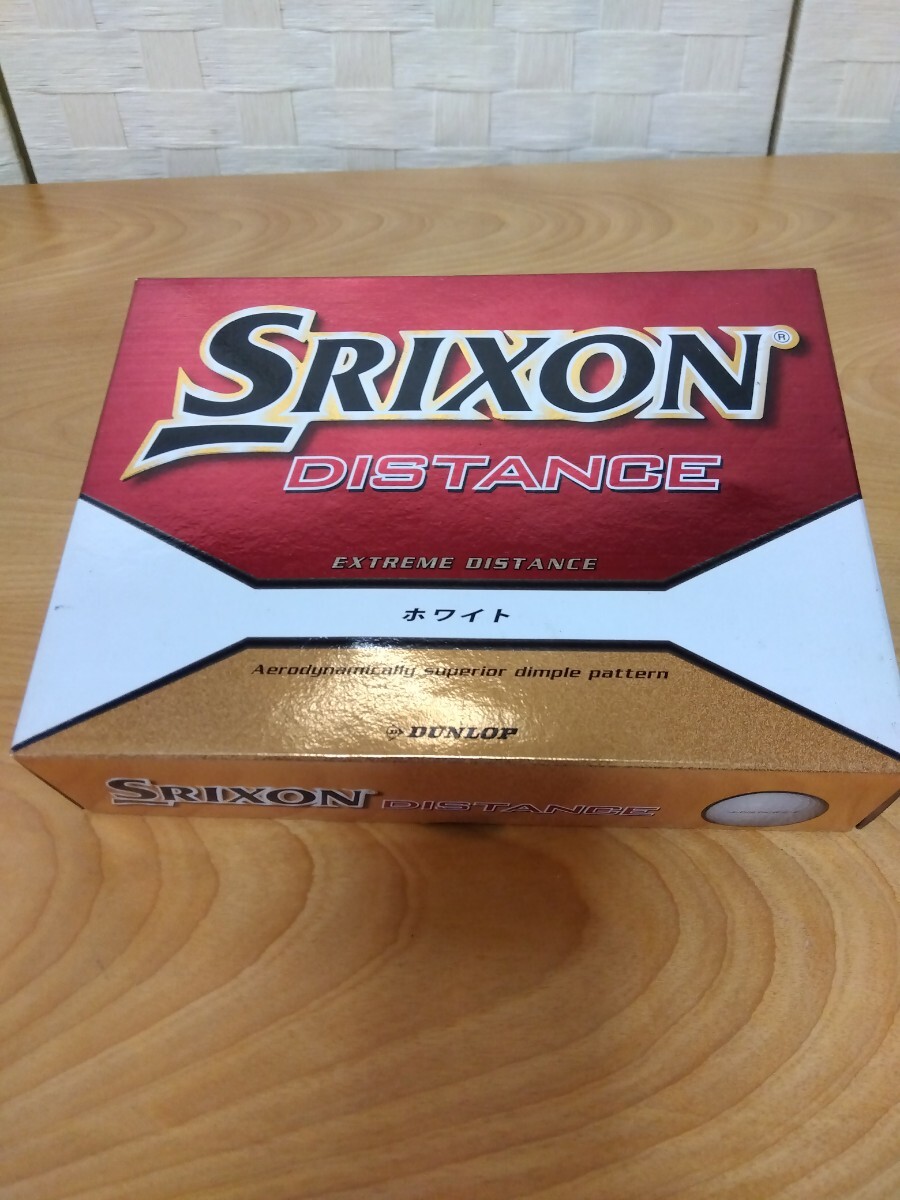 SRIXON®
DISTANCE
EXTREME DISTANCE
ホワイト
Aerodynamically superior dimple pattern
DUNLOP
SRIXON DISTANCE